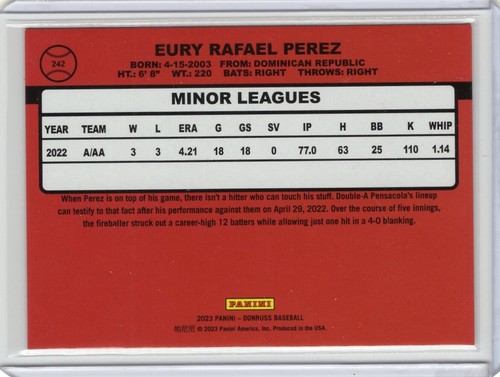 242
EURY RAFAEL PEREZ
BORN: 4-15-2003 FROM: DOMINICAN REPUBLIC
HT.: 6' 8" WT.: 220 BATS: RIGHT THROWS: RIGHT
MINOR LEAGUES
YEAR TEAM W L ERA G GS SV IP H BB K WHIP
2022 A/AA 3 3 4.21 18 18 0 77.0 63 25 110 1.14
When Perez is on top of his game, there isn't a hitter who can touch his stuff. Double-A Pensacola's lineup
can testify to that fact after his performance against them on April 29, 2022. Over the course of five innings,
the fireballer struck out a career-high 12 batters while allowing just one hit in a 4-0 blanking.
PANINI
2023 PANINI – DONRUSS BASEBALL
© 2023 Panini America, Inc. Produced in the USA.